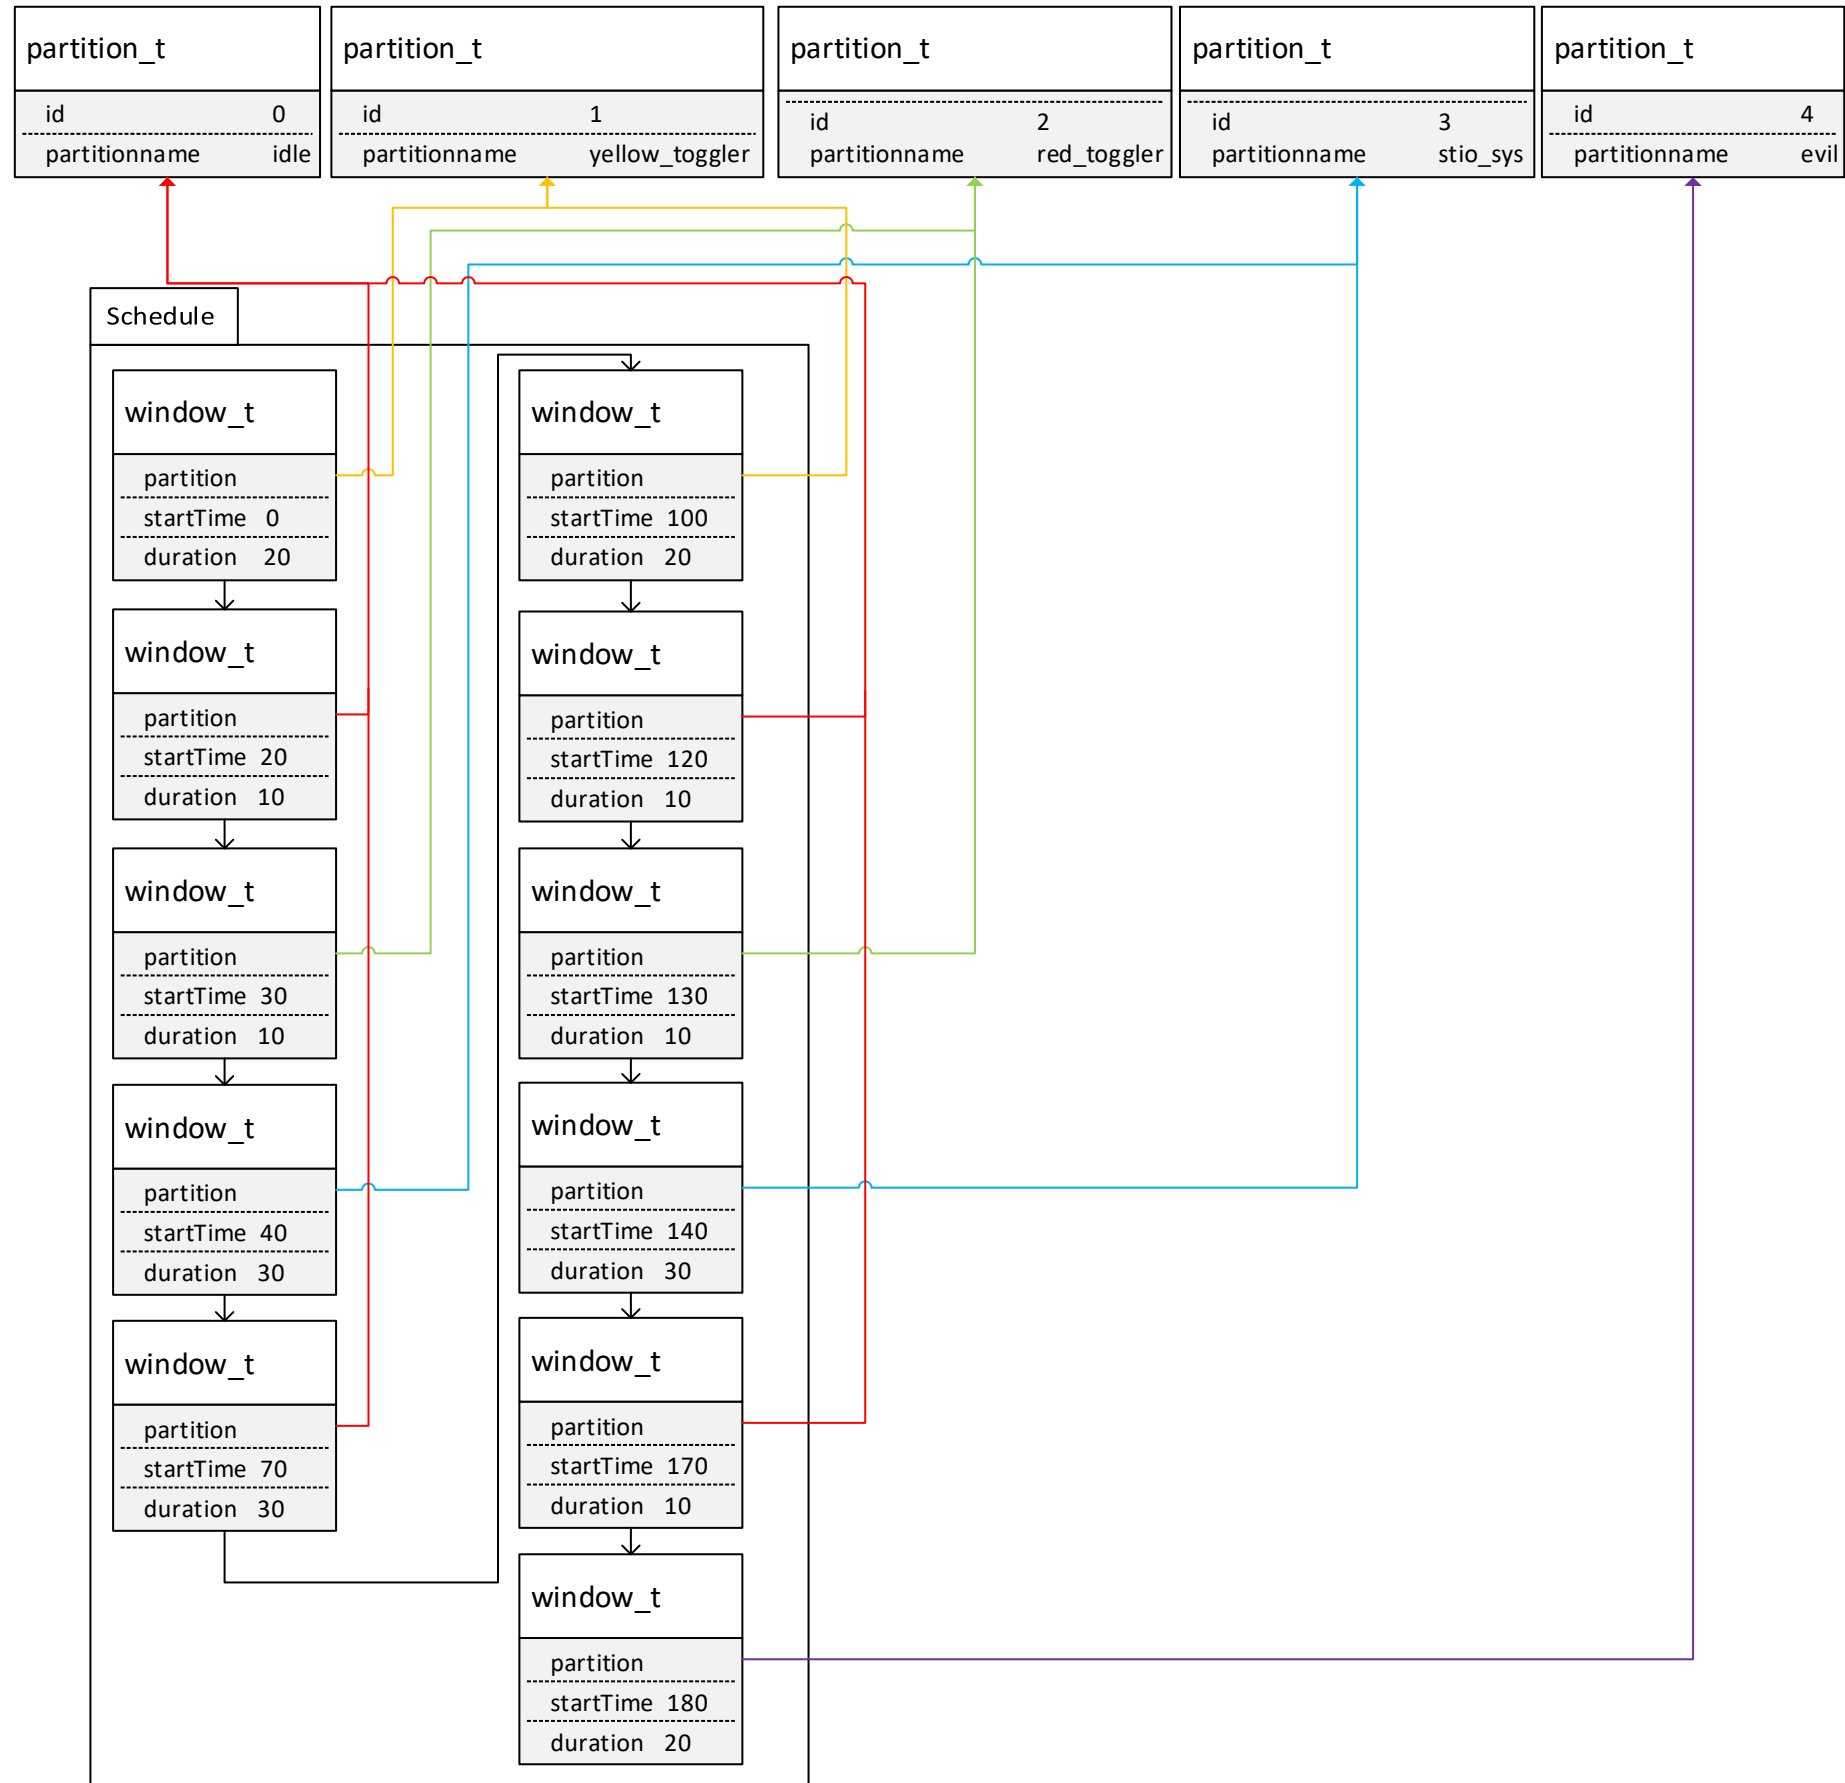 partition_t
id 0
partitionname idle
partition_t
id 1
partitionname yellow_toggler
partition_t
id 2
partitionname red_toggler
partition_t
id 3
partitionname stio_sys
partition_t
id 4
partitionname evil
Schedule
window_t
partition
startTime 0
duration 20
window_t
partition
startTime 20
duration 10
window_t
partition
startTime 30
duration 10
window_t
partition
startTime 40
duration 30
window_t
partition
startTime 70
duration 30
window_t
partition
startTime 100
duration 20
window_t
partition
startTime 120
duration 10
window_t
partition
startTime 130
duration 10
window_t
partition
startTime 140
duration 30
window_t
partition
startTime 170
duration 10
window_t
partition
startTime 180
duration 20